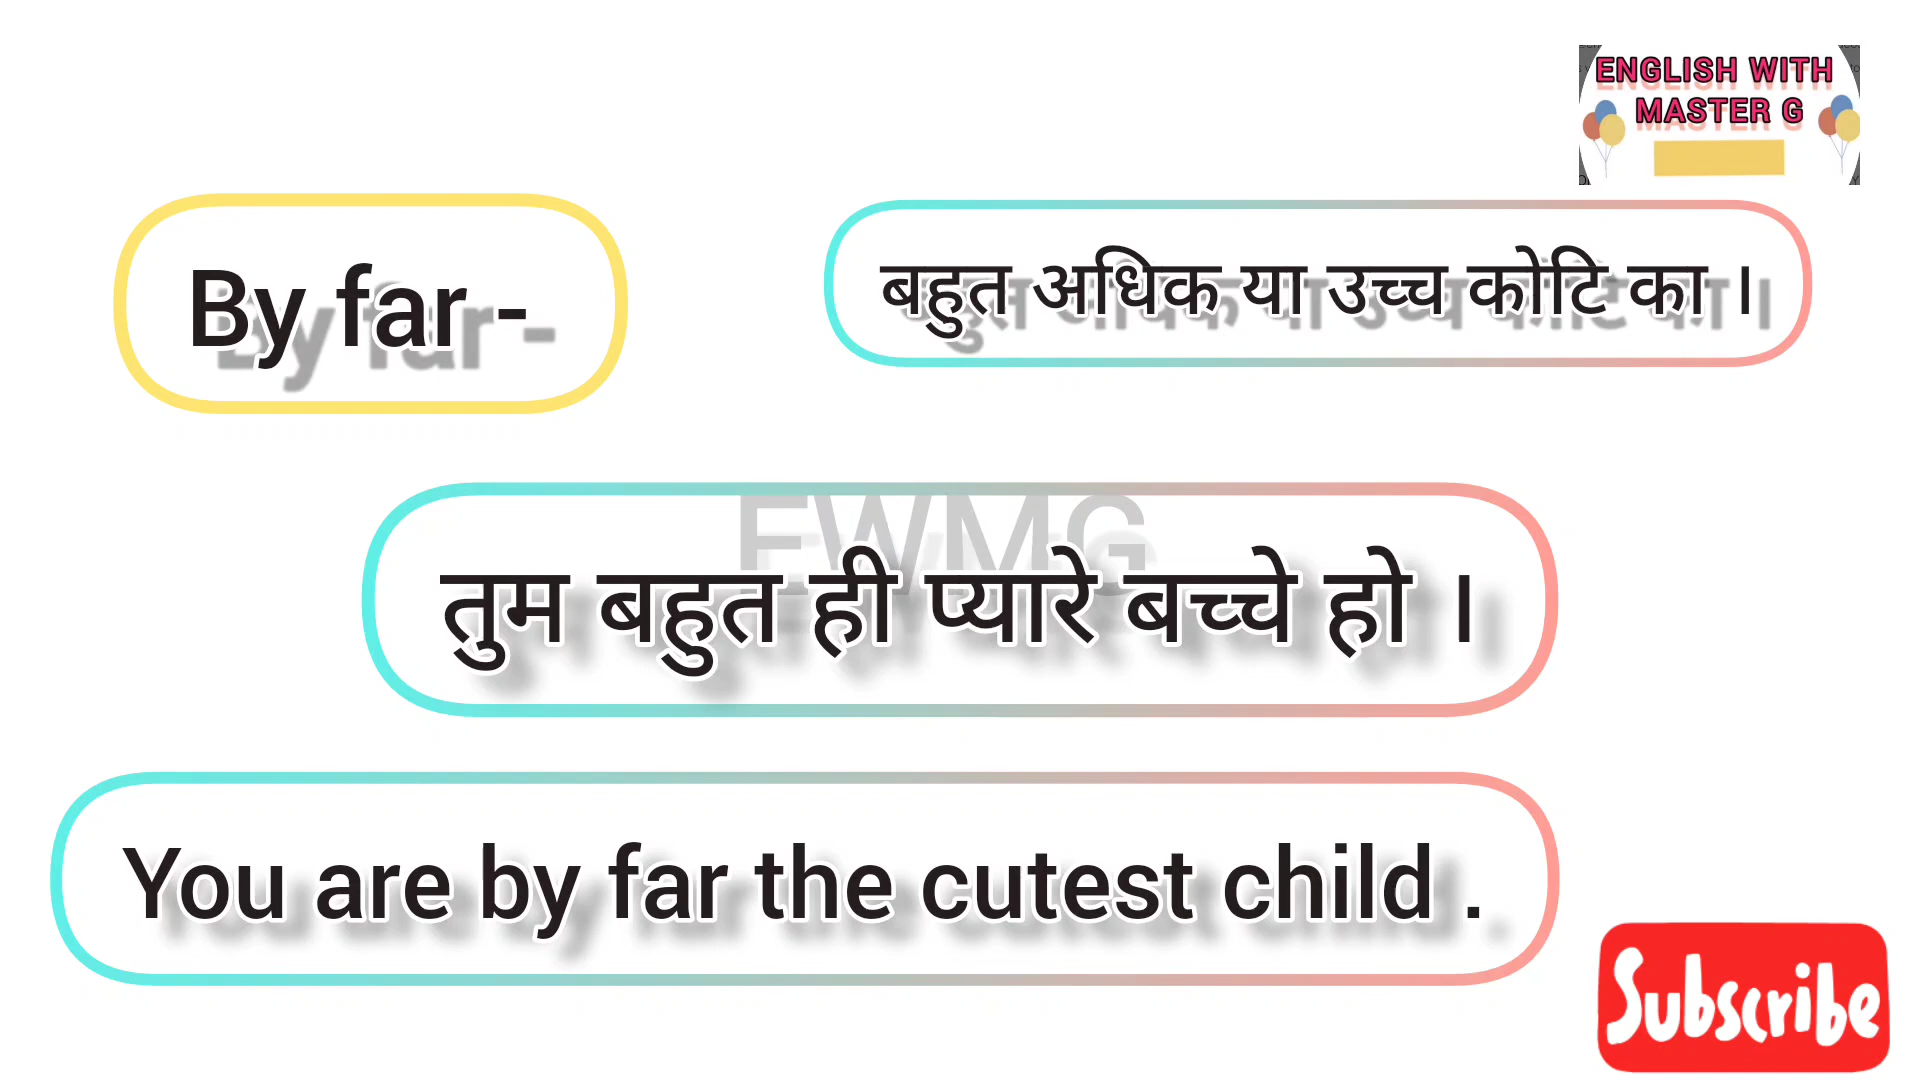 ENGLISH WITH
MASTER G
By far -
बहुत अधिक या उच्च कोटि का ।
EWMG
तुम बहुत ही प्यारे बच्चे हो ।
You are by far the cutest child .
Subscribe